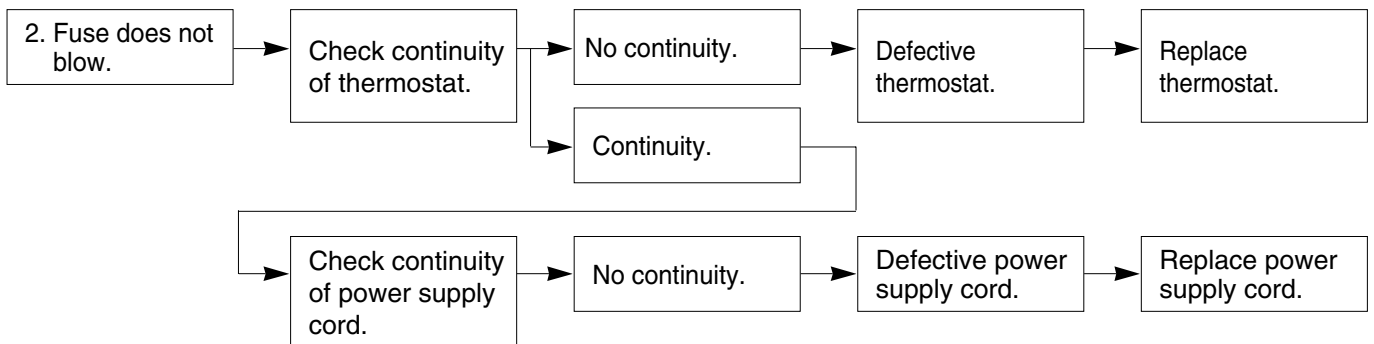 2. Fuse does not
blow.
Check continuity
of thermostat.
No continuity.
Defective
thermostat.
Replace
thermostat.
Continuity.
Check continuity
of power supply
cord.
No continuity.
Defective power
supply cord.
Replace power
supply cord.